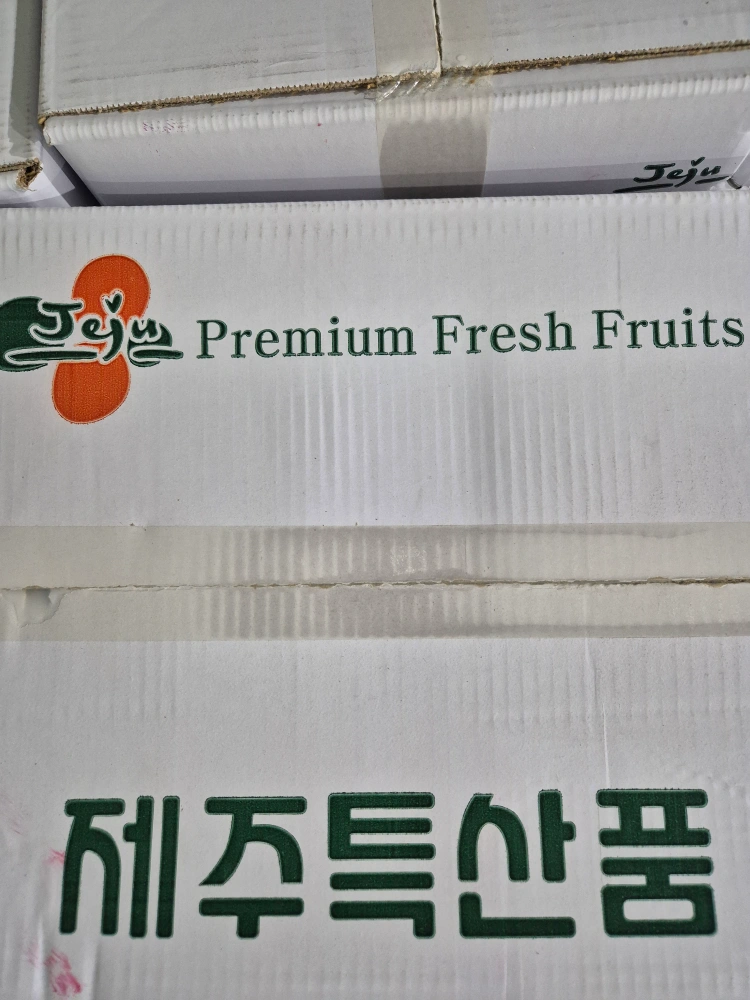 Jeju
Jeju Premium Fresh Fruits
제주특산품